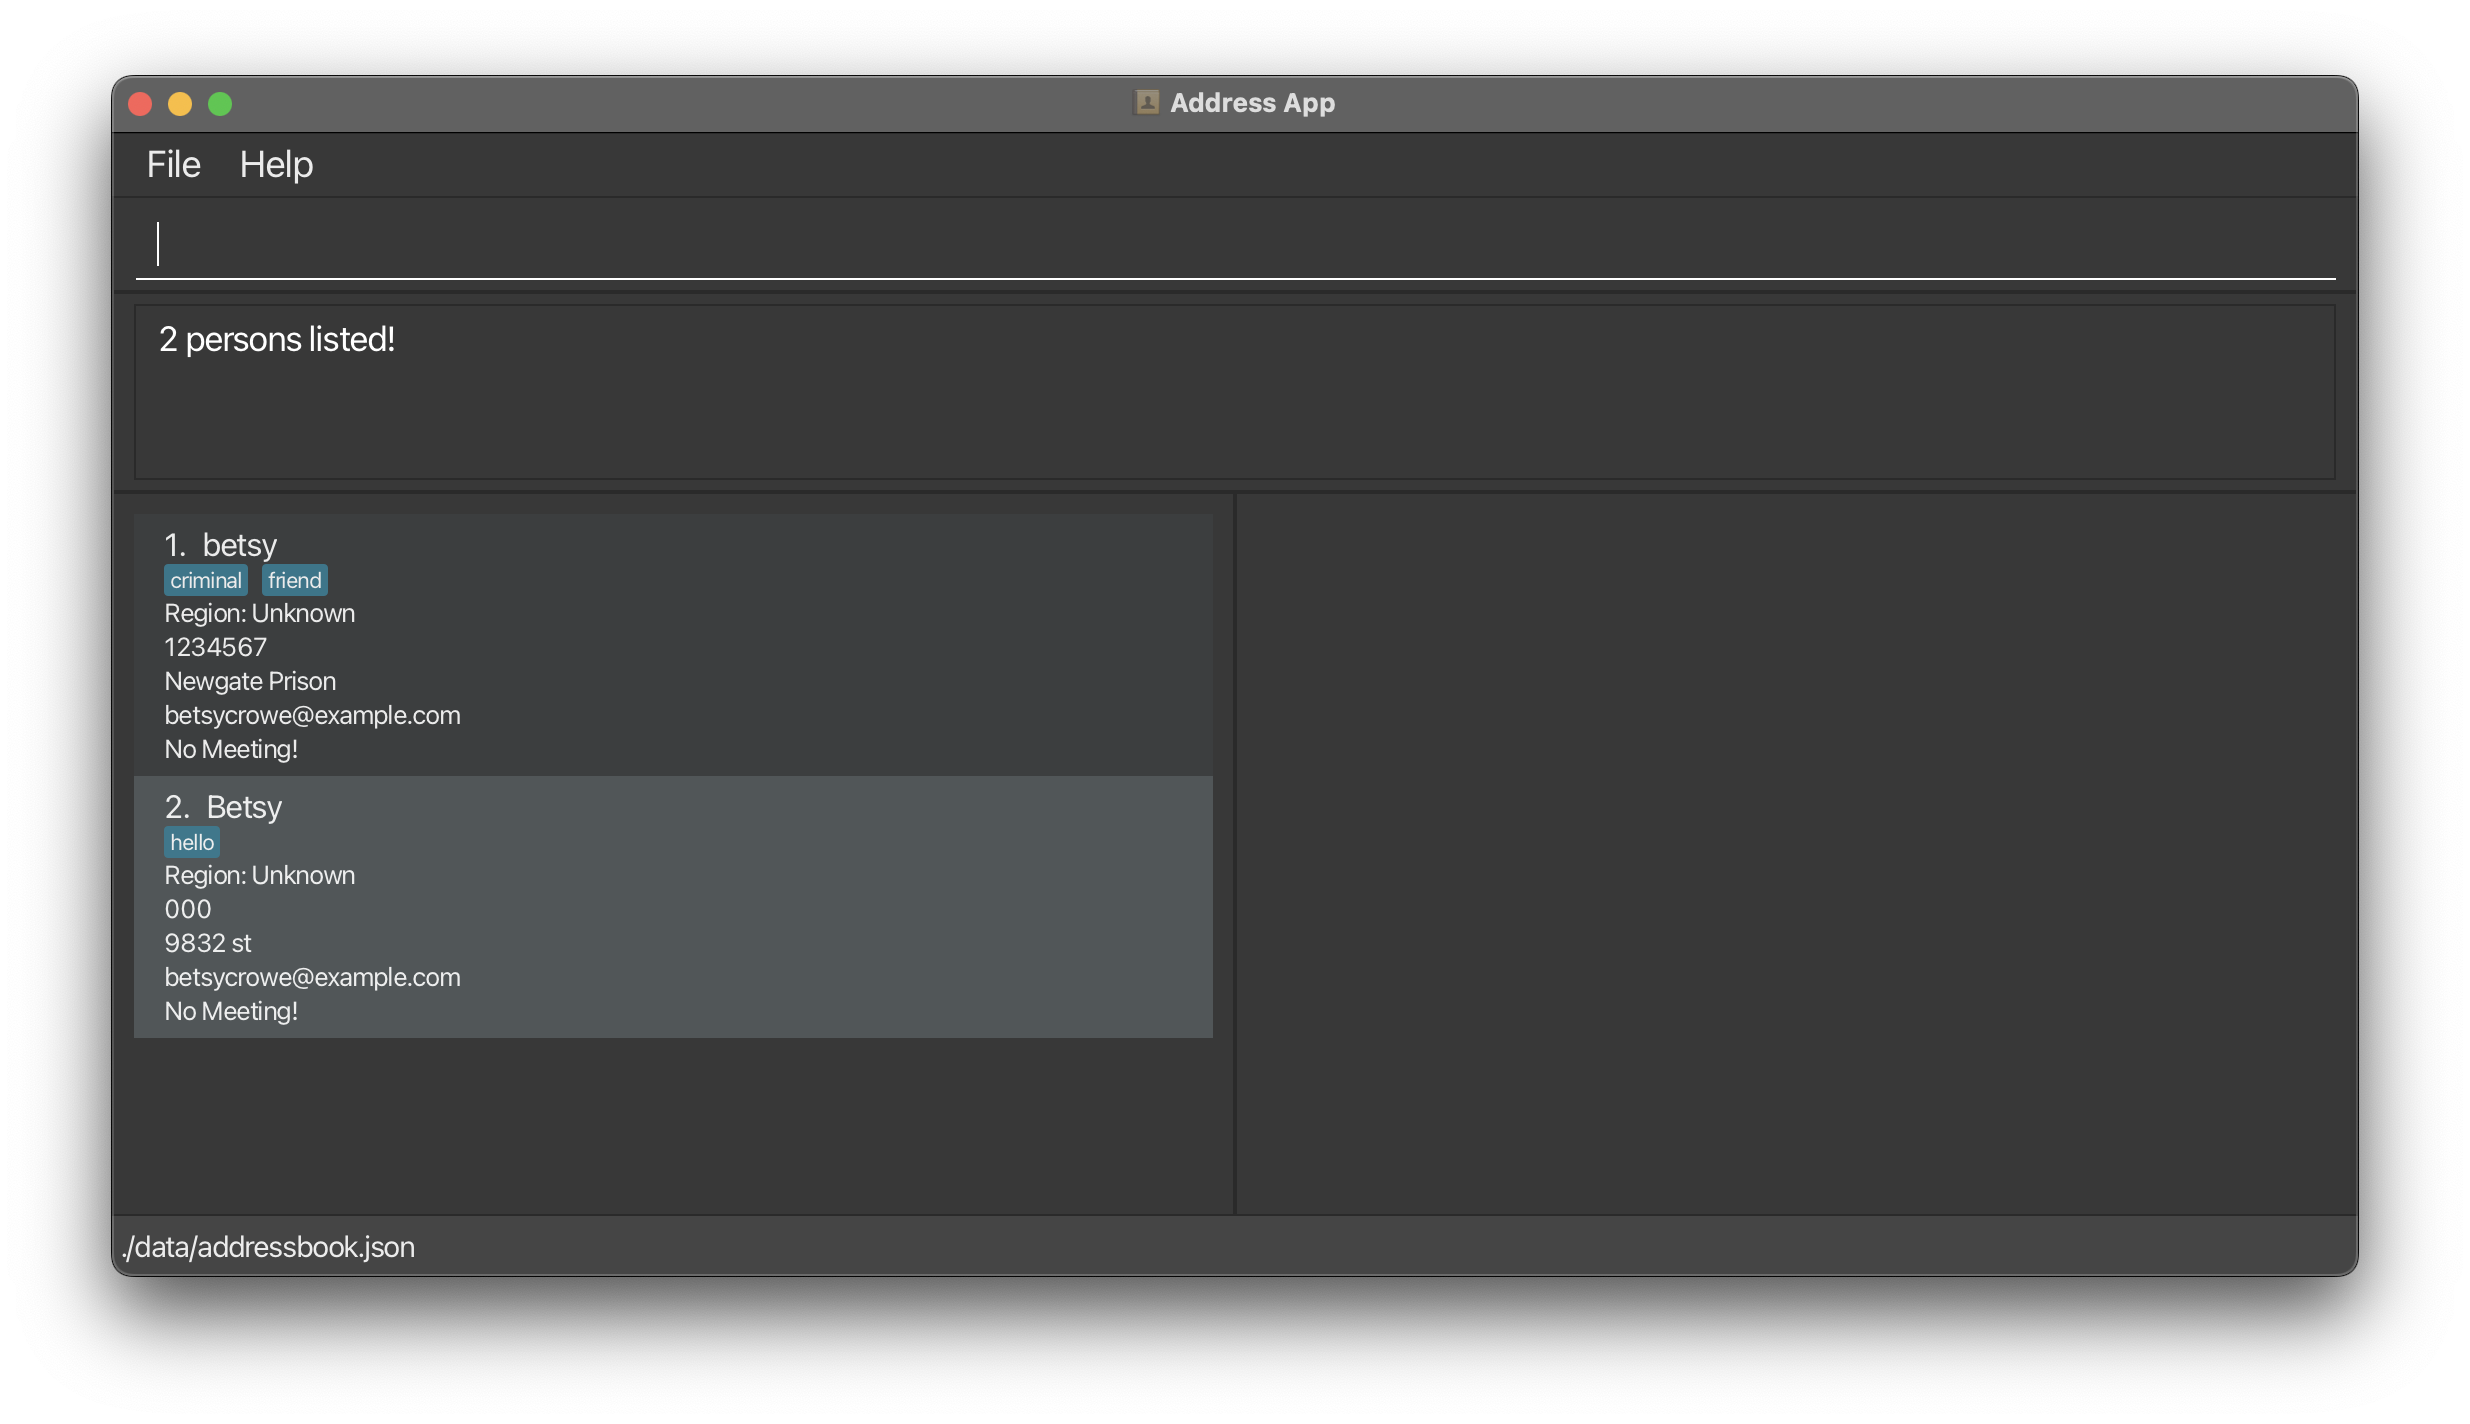 Address App
File Help
2 persons listed!
1. betsy
criminal friend
Region: Unknown
1234567
Newgate Prison
betsycrowe@example.com
No Meeting!
2. Betsy
hello
Region: Unknown
000
9832 st
betsycrowe@example.com
No Meeting!
./data/addressbook.json